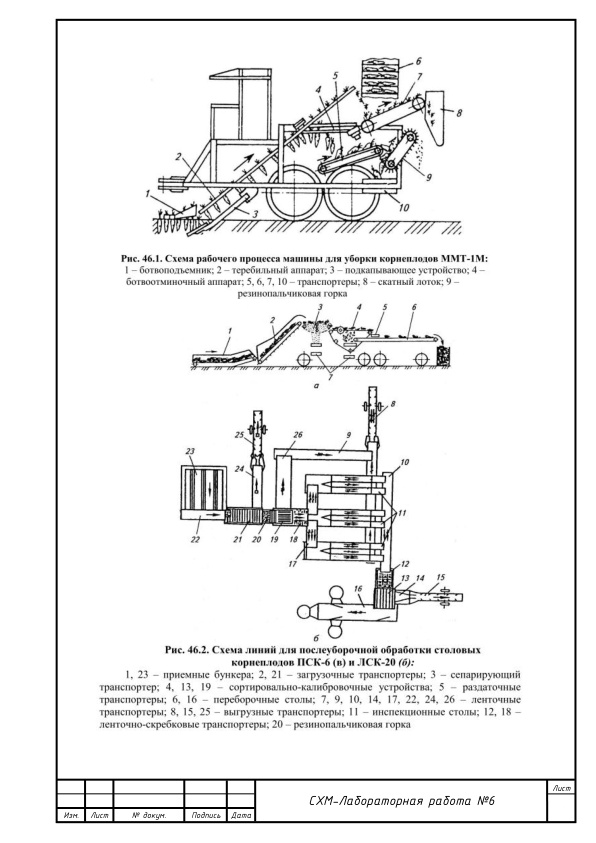 6
5
7
4
8
2
1
9
3
10
Рис. 46.1. Схема рабочего процесса машины для уборки корнеплодов ММТ-1М:
1 – ботвоподъемник; 2 – теребильный аппарат; 3 – подкапывающее устройство; 4 –
ботвоотминочный аппарат; 5, 6, 7, 10 – транспортеры; 8 – скатный лоток; 9 –
резинопальчиковая горка
3
2
4
5
6
1
7
а
8
25
26
9
23
10
24
11
22
21
20
19
18
17
12
13
14
15
16
б
Рис. 46.2. Схема линий для послеуборочной обработки столовых
корнеплодов ПСК-6 (в) и ЛСК-20 (б):
1, 23 – приемные бункера; 2, 21 – загрузочные транспортеры; 3 – сепарирующий
транспортер; 4, 13, 19 – сортировально-калибровочные устройства; 5 – раздаточные
транспортеры; 6, 16 – переборочные столы; 7, 9, 10, 14, 17, 22, 24, 26 – ленточные
транспортеры; 8, 15, 25 – выгрузные транспортеры; 11 – инспекционные столы; 12, 18 –
ленточно-скребковые транспортеры; 20 – резинопальчиковая горка
СХМ-Лабораторная работа №6
Лист
Изм. Лист № докум. Подпись Дата